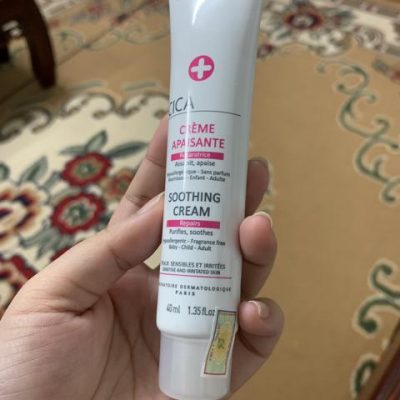 CICA
CRÈME
APAISANTE
Réparatrice
Assainit, apaise
Hypoallergénique - Sans parfum
Nourrisson - Enfant - Adulte
SOOTHING
CREAM
Repairs
Purifies, soothes
Hypoallergenic - Fragrance free
Baby - Child - Adult
PEAUX SENSIBLES ET IRRITÉES
SENSITIVE AND IRRITATED SKIN
LABORATOIRE DERMATOLOGIQUE
PARIS
40ml 1.35 fl.oz